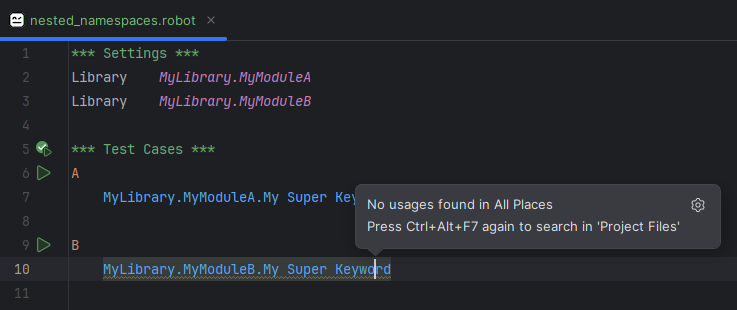 nested_namespaces.robot
1 *** Settings ***
2 Library    MyLibrary.MyModuleA
3 Library    MyLibrary.MyModuleB
4
5 *** Test Cases ***
6 A
7 MyLibrary.MyModuleA.My Super
8
9 B
10 MyLibrary.MyModuleB.My Super Keyword
11
No usages found in All Places
Press Ctrl+Alt+F7 again to search in 'Project Files'